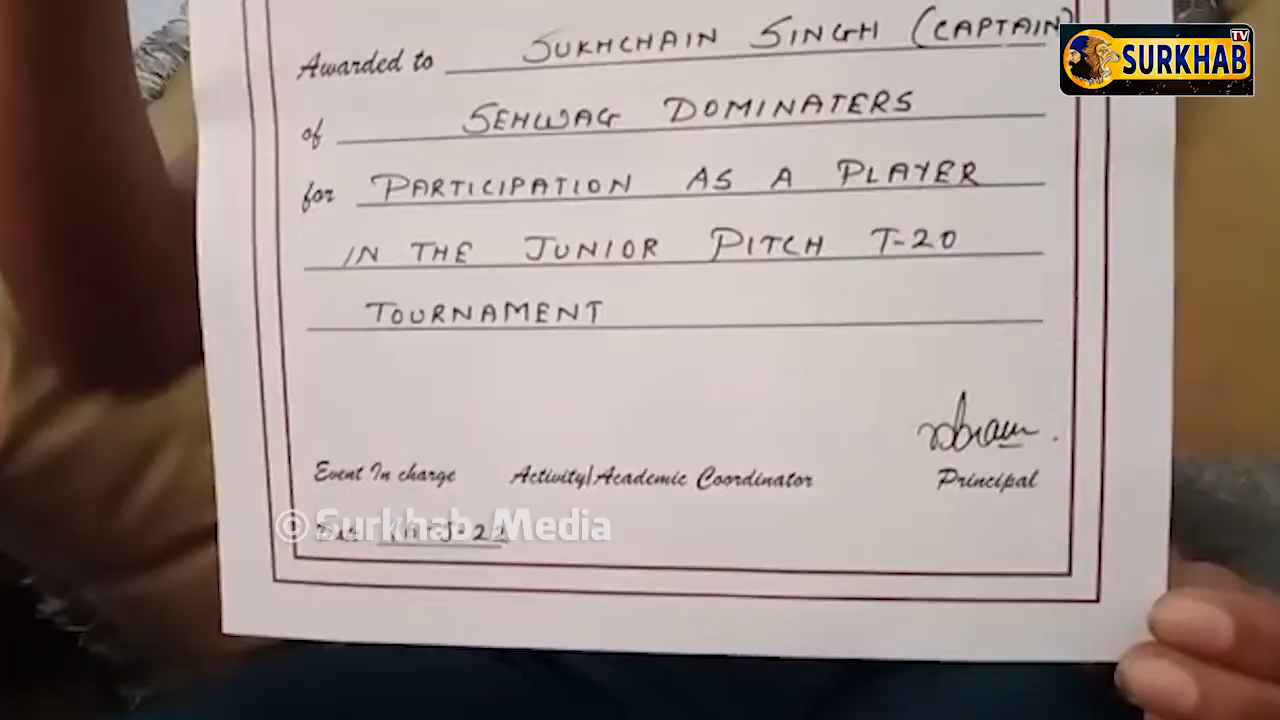 Awarded to SUKHCHAIN SINGH (CAPTAIN)
TV
SURKHAB
of SEHWAG DOMINATERS
for PARTICIPATION AS A PLAYER
IN THE JUNIOR PITCH T-20
TOURNAMENT
Event In charge Activity/Academic Coordinator Principal
©Surkhab Media